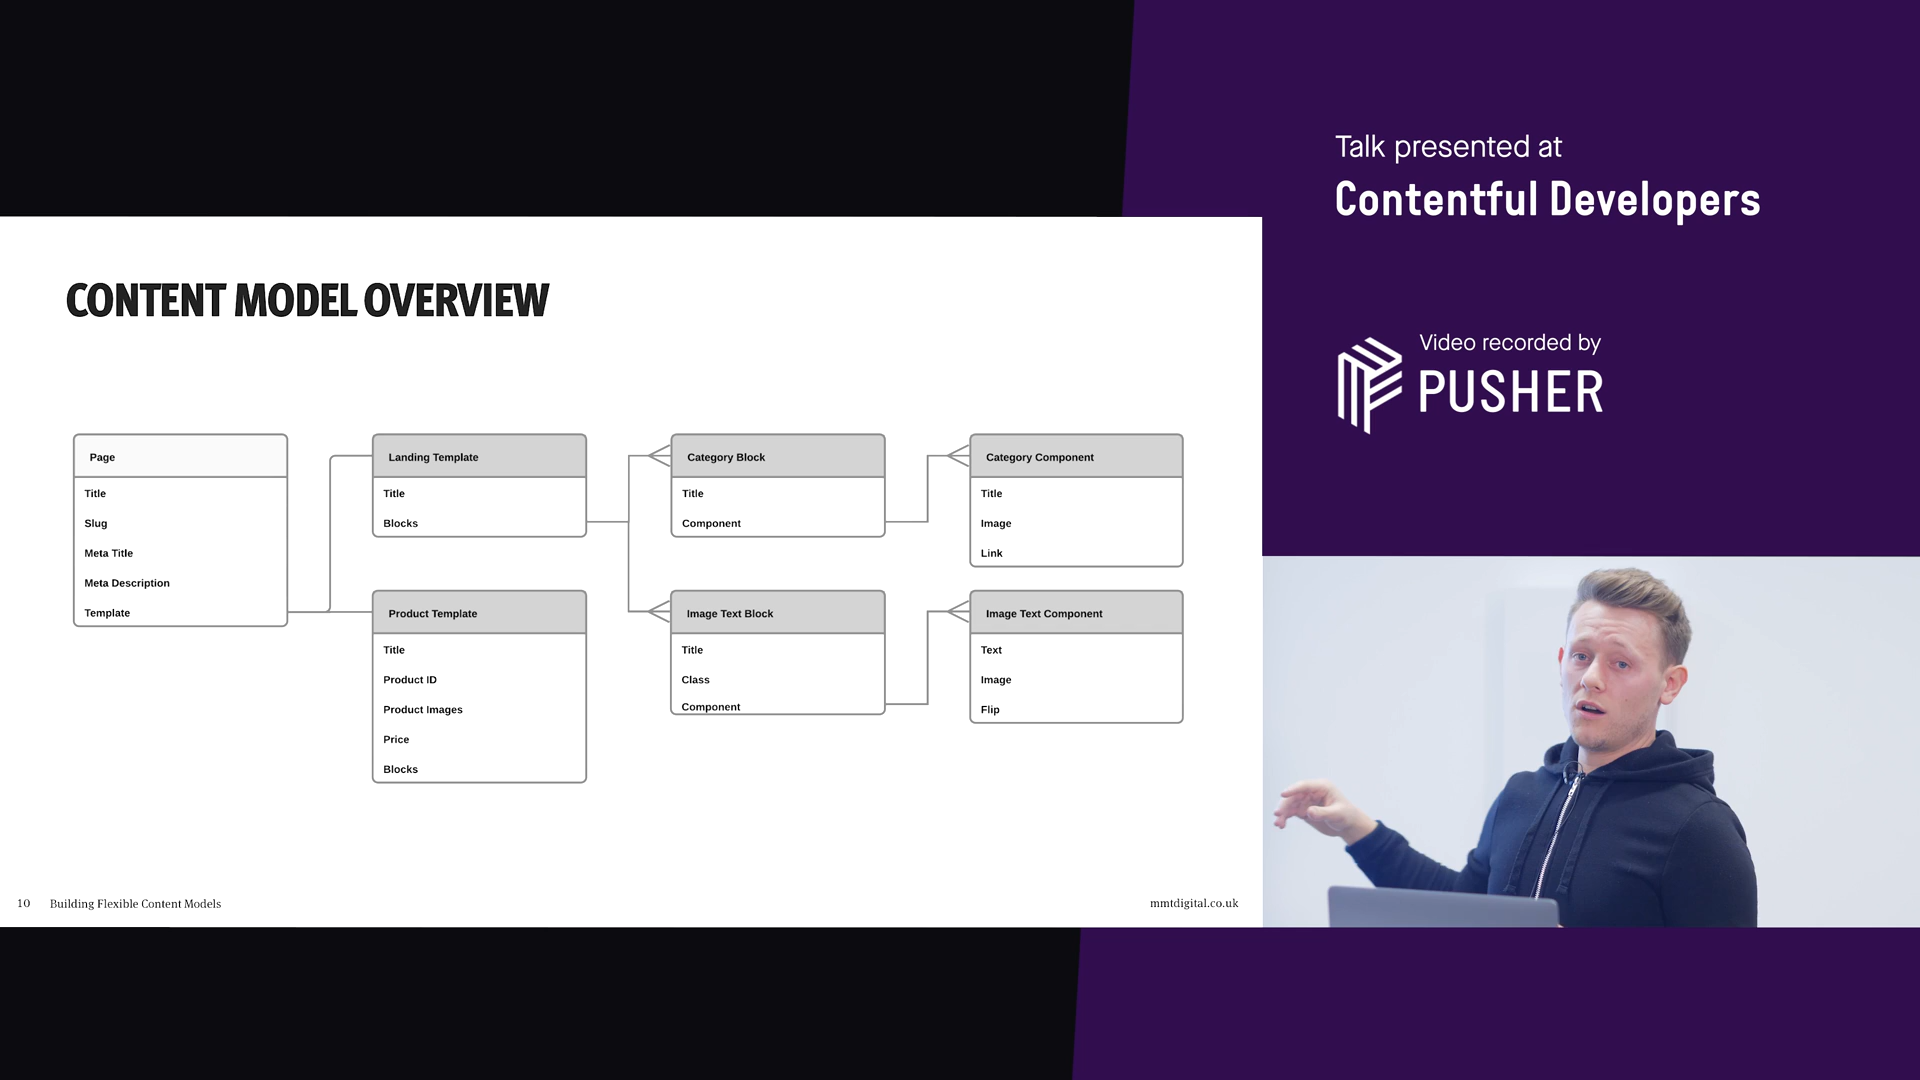 Talk presented at
Contentful Developers
Video recorded by
PUSHER
CONTENT MODEL OVERVIEW
Page
Title
Slug
Meta Title
Meta Description
Template
Landing Template
Title
Blocks
Product Template
Title
Product ID
Product Images
Price
Blocks
Category Block
Title
Component
Image Text Block
Title
Class
Component
Category Component
Title
Image
Link
Image Text Component
Text
Image
Flip
10 Building Flexible Content Models
mmtdigital.co.uk